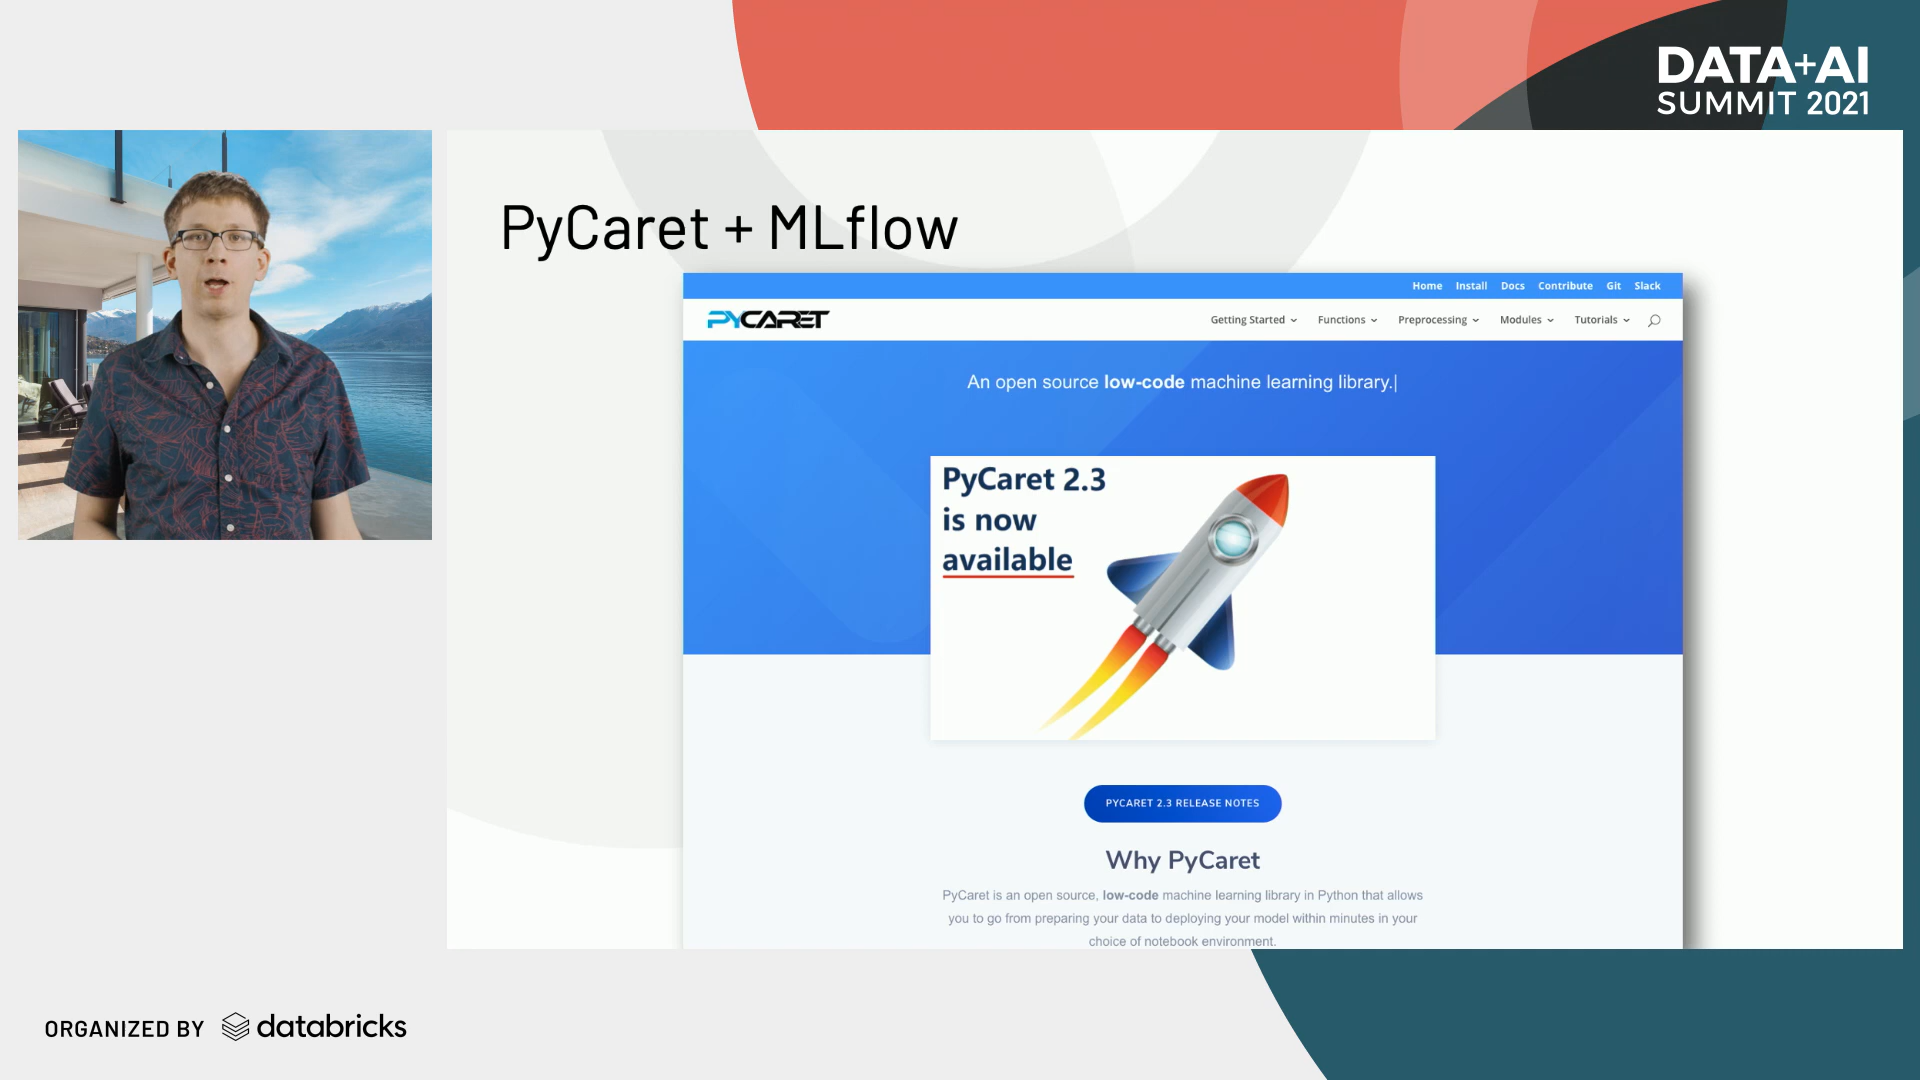 DATA+AI
SUMMIT 2021
PyCaret + MLflow
Home Install Docs Contribute Git Slack
PYCARET
Getting Started Functions Preprocessing Modules Tutorials
An open source low-code machine learning library.|
PyCaret 2.3
is now
available
PYCARET 2.3 RELEASE NOTES
Why PyCaret
PyCaret is an open source, low-code machine learning library in Python that allows
you to go from preparing your data to deploying your model within minutes in your
choice of notebook environment.
ORGANIZED BY databricks